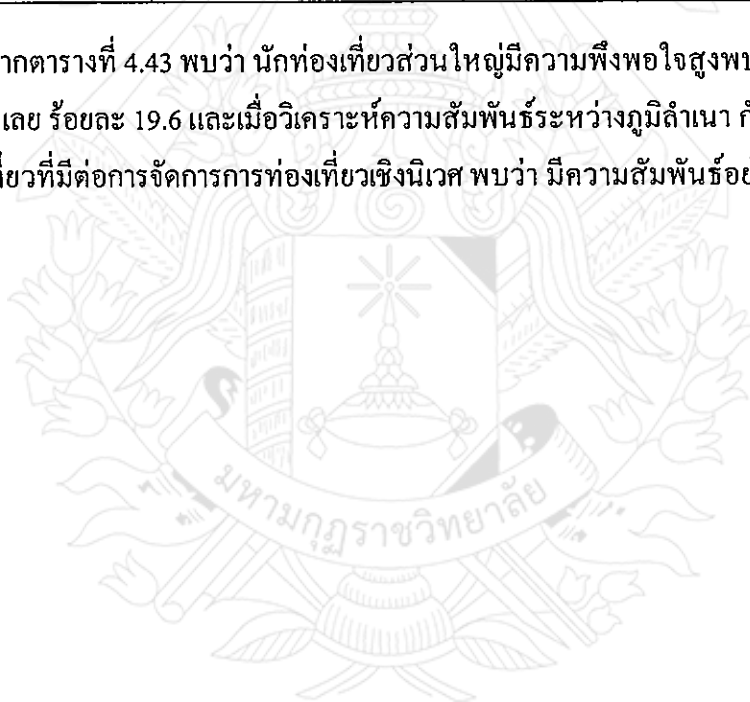 ากตารางที่ 4.43 พบว่า นักท่องเที่ยวส่วนใหญ่มีความพึงพอใจสูงพบ
เลย ร้อยละ 19.6 และเมื่อวิเคราะห์ความสัมพันธ์ระหว่างภูมิลำเนา ก
ยวที่มีต่อการจัดการการท่องเที่ยวเชิงนิเวศ พบว่า มีความสัมพันธ์อย
มหามกุฏราชวิทยาลัย